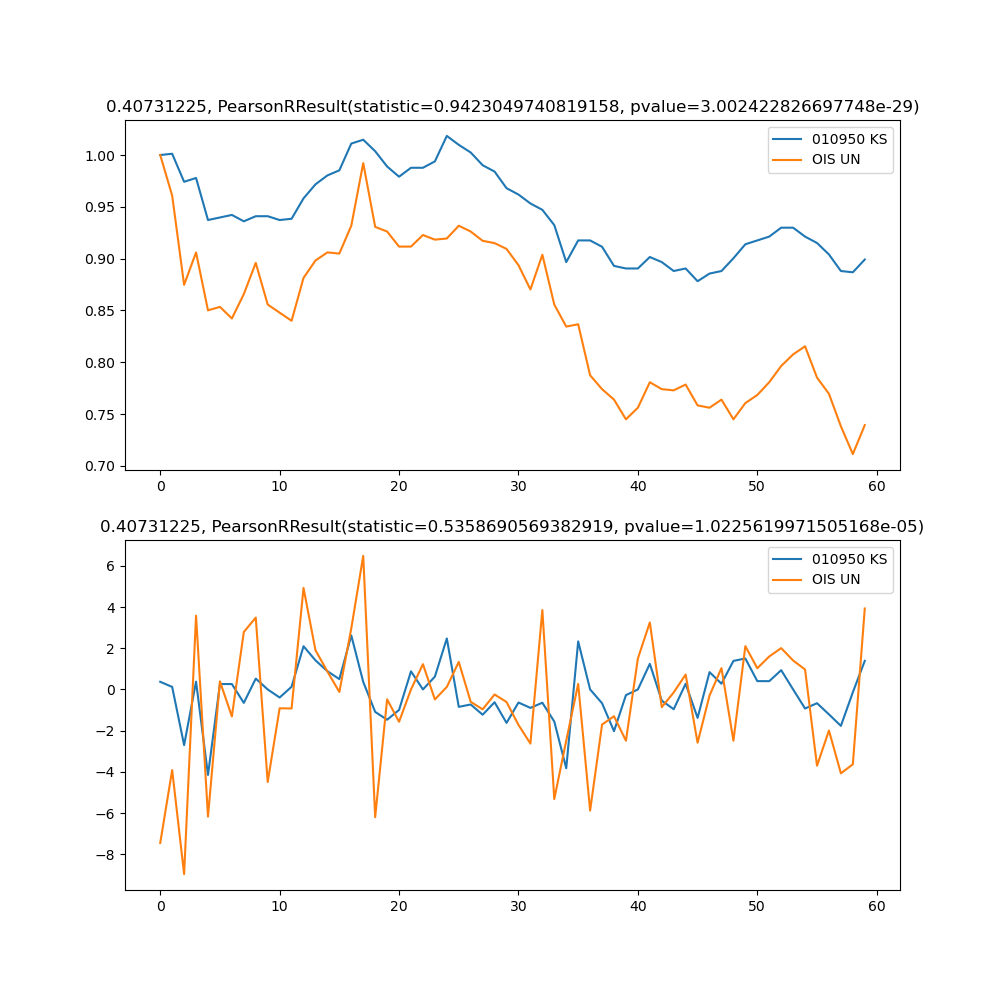 0.40731225, PearsonRResult(statistic=0.9423049740819158, pvalue=3.002422826697748e-29)
010950 KS
OIS UN
1.00
0.95
0.90
0.85
0.80
0.75
0.70
0 10 20 30 40 50 60
0.40731225, PearsonRResult(statistic=0.5358690569382919, pvalue=1.0225619971505168e-05)
010950 KS
OIS UN
6
4
2
0
−2
−4
−6
−8
0 10 20 30 40 50 60